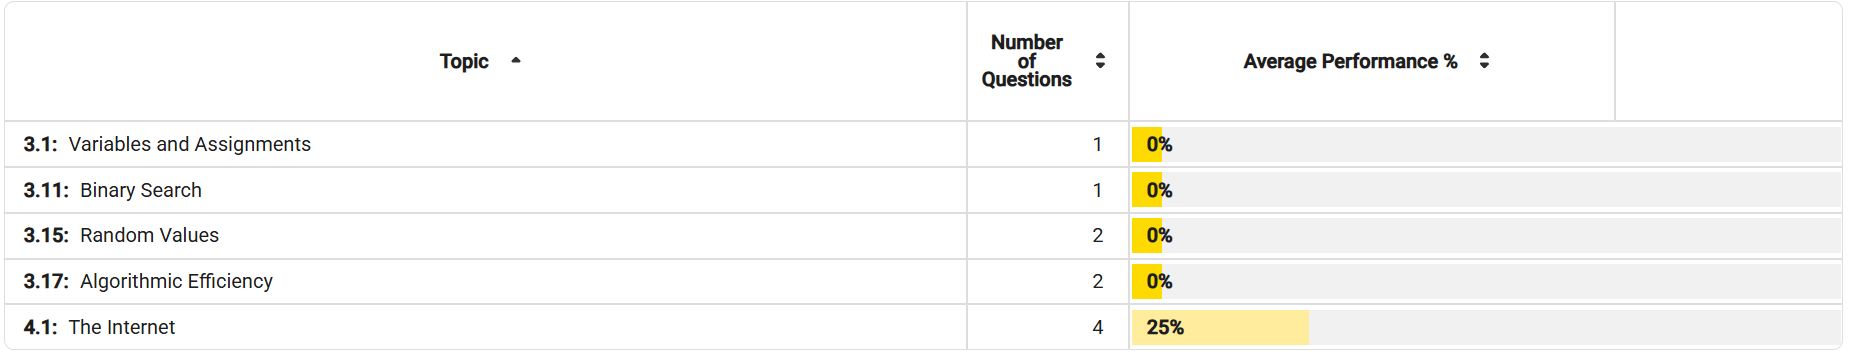 Topic
Number
of
Questions
Average Performance %
3.1: Variables and Assignments 1 0%
3.11: Binary Search 1 0%
3.15: Random Values 2 0%
3.17: Algorithmic Efficiency 2 0%
4.1: The Internet 4 25%